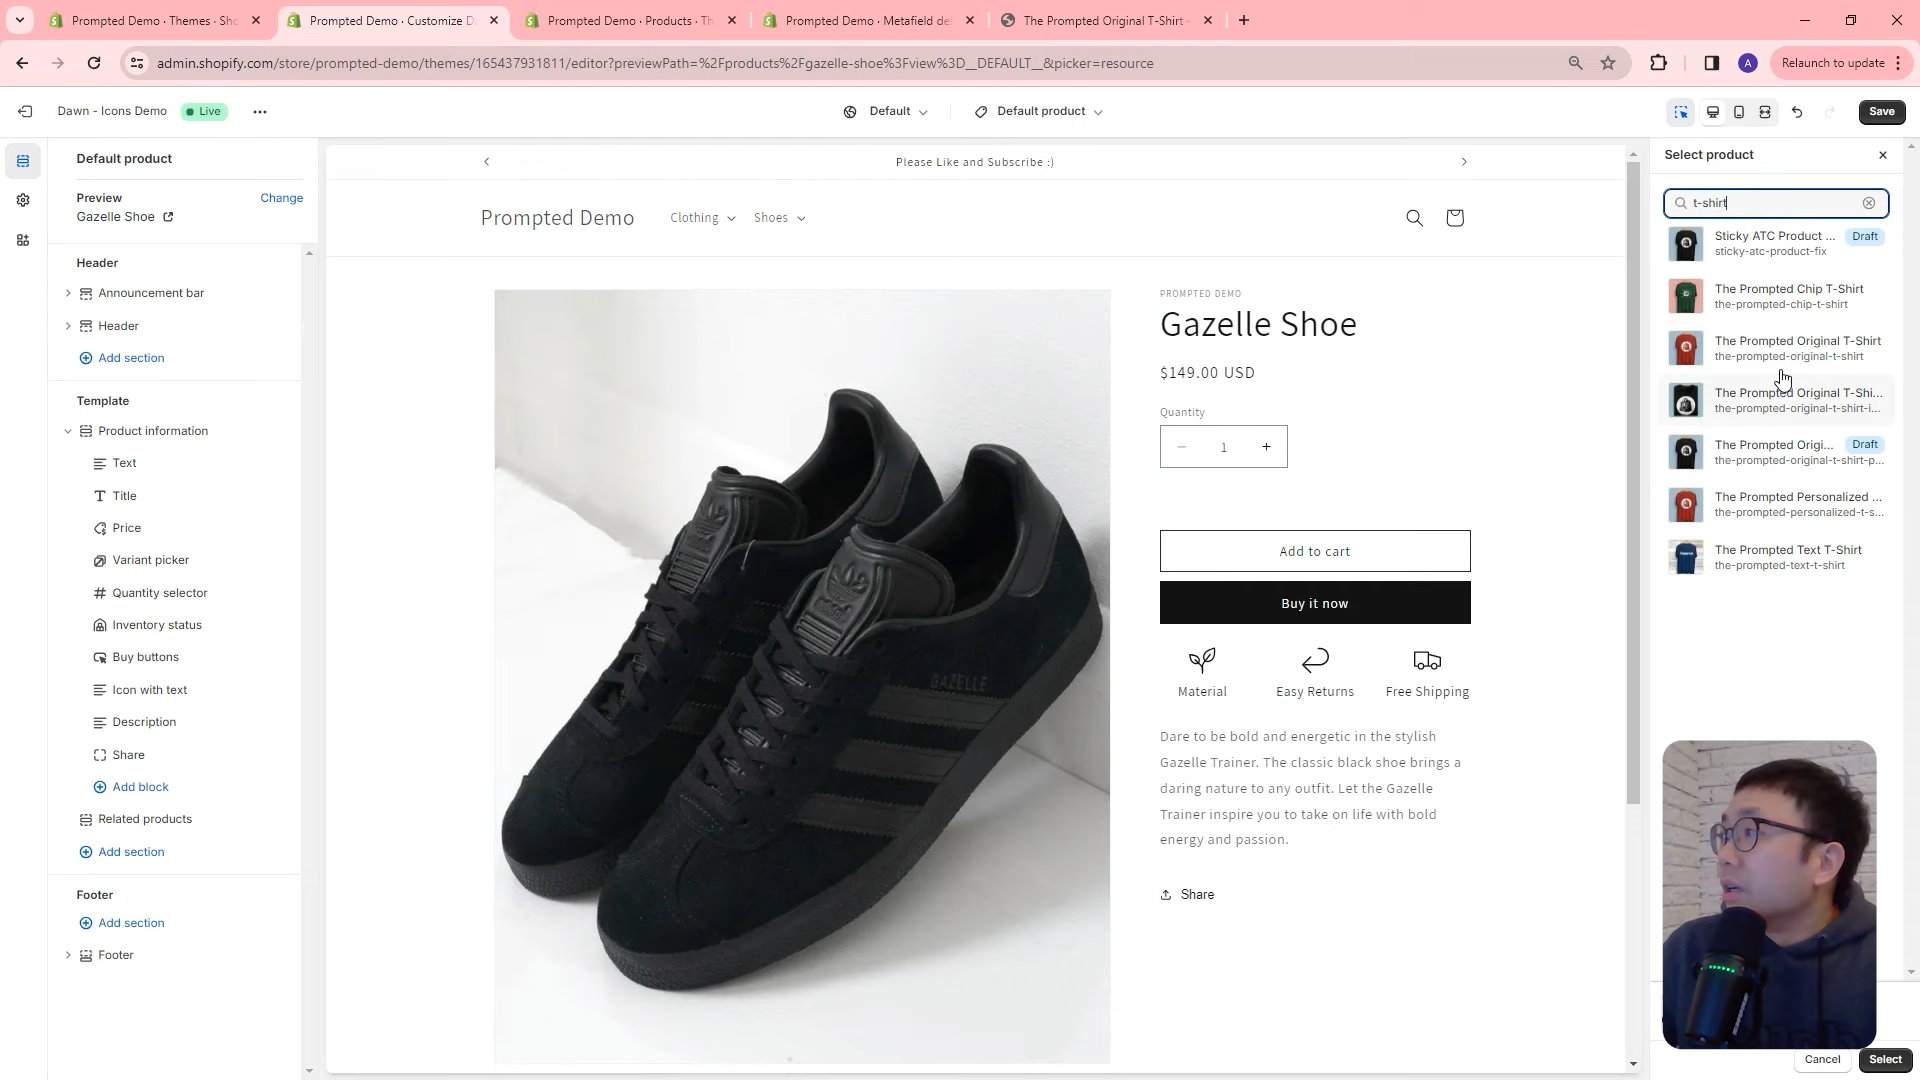 Prompted Demo · Themes · Sho
Prompted Demo · Customize D
Prompted Demo · Products · Th
Prompted Demo · Metafield de
The Prompted Original T-Shirt
admin.shopify.com/store/prompted-demo/themes/165437931811/editor?previewPath=%2Fproducts%2Fgazelle-shoe%3Fview%3D__DEFAULT__&picker=resource
A
Relaunch to update
Dawn - Icons Demo
Live
Default
Default product
Save
Default product
Preview
Change
Gazelle Shoe
Header
Announcement bar
Header
Add section
Template
Product information
Text
Title
Price
Variant picker
Quantity selector
Inventory status
Buy buttons
Icon with text
Description
Share
Add block
Related products
Add section
Footer
Add section
Footer
Please Like and Subscribe :)
Prompted Demo
Clothing
Shoes
GAZELLE
PROMPTED DEMO
Gazelle Shoe
$149.00 USD
Quantity
1
Add to cart
Buy it now
Material
Easy Returns
Free Shipping
Dare to be bold and energetic in the stylish
Gazelle Trainer. The classic black shoe brings a
daring nature to any outfit. Let the Gazelle
Trainer inspire you to take on life with bold
energy and passion.
Share
Select product
t-shirt
Sticky ATC Product ...
Draft
sticky-atc-product-fix
The Prompted Chip T-Shirt
the-prompted-chip-t-shirt
The Prompted Original T-Shirt
the-prompted-original-t-shirt
The Prompted Original T-Shi...
the-prompted-original-t-shirt-i...
The Prompted Origi...
Draft
the-prompted-original-t-shirt-p...
The Prompted Personalized ...
the-prompted-personalized-t-s...
The Prompted Text T-Shirt
the-prompted-text-t-shirt
Cancel
Select